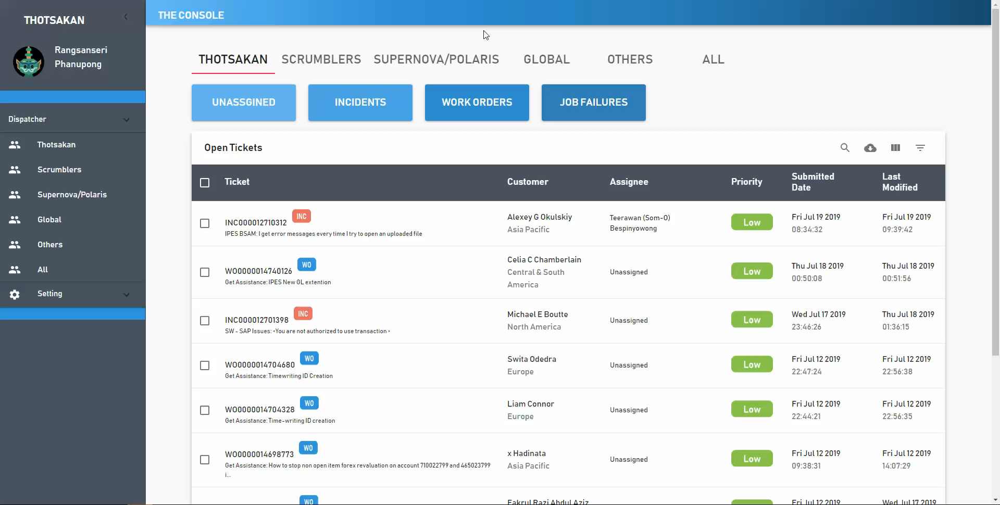 THOTSAKAN
Rangsanseri
Phanupong
Dispatcher
Thotsakan
Scrumblers
Supernova/Polaris
Global
Others
All
Setting
THE CONSOLE
THOTSAKAN SCRUMBLERS SUPERNOVA/POLARIS GLOBAL OTHERS ALL
UNASSGINED INCIDENTS WORK ORDERS JOB FAILURES
Open Tickets
Ticket Customer Assignee Priority Submitted Date Last Modified
INC000012710312 INC
IPES BSAM: I get error messages every time I try to open an uploaded file
Alexey G Okulskiy
Asia Pacific
Teerawan (Som-O)
Bespinyowong
Low
Fri Jul 19 2019
08:34:32
Fri Jul 19 2019
09:39:42
WO0000014740126 WO
Get Assistance: IPES New GL extention
Celia C Chamberlain
Central & South
America
Unassigned
Low
Thu Jul 18 2019
00:50:08
Thu Jul 18 2019
00:51:56
INC000012701398 INC
SW - SAP Issues: <You are not authorized to use transaction >
Michael E Boutte
North America
Unassigned
Low
Wed Jul 17 2019
23:46:26
Thu Jul 18 2019
01:36:15
WO0000014704680 WO
Get Assistance: Timewriting ID Creation
Swita Odedra
Europe
Unassigned
Low
Fri Jul 12 2019
22:47:24
Fri Jul 12 2019
22:56:38
WO0000014704328 WO
Get Assistance: Time-writing ID creation
Liam Connor
Europe
Unassigned
Low
Fri Jul 12 2019
22:44:21
Fri Jul 12 2019
22:56:35
WO0000014698773 WO
Get Assistance: How to stop non open item forex revaluation on account 710022799 and 465023799
i...
x Hadinata
Asia Pacific
Unassigned
Low
Fri Jul 12 2019
09:38:31
Fri Jul 12 2019
14:07:29
WO
Fakrul Razi Abdul Aziz
Fri Jul 12 2019
Wed Jul 17 2019